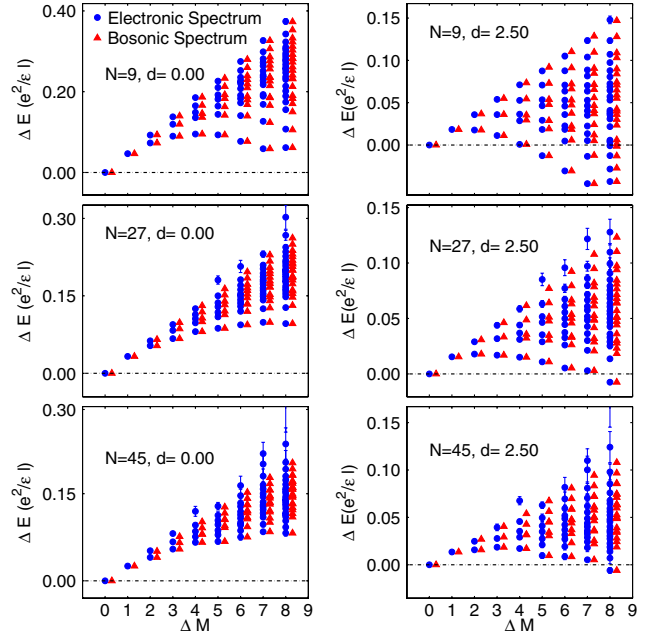 Electronic Spectrum
Bosonic Spectrum
N=9, d= 0.00
Δ E (e²/ε l)
0.40
0.20
0.00
N=9, d= 2.50
Δ E(e²/ε l)
0.15
0.10
0.05
0.00
N=27, d= 0.00
Δ E (e²/ε l)
0.30
0.15
0.00
N=27, d= 2.50
Δ E (e²/ε l)
0.15
0.10
0.05
0.00
N=45, d= 0.00
Δ E (e²/ε l)
0.30
0.15
0.00
0 1 2 3 4 5 6 7 8 9
Δ M
N=45, d= 2.50
Δ E(e²/ε l)
0.15
0.10
0.05
0.00
0 1 2 3 4 5 6 7 8 9
Δ M